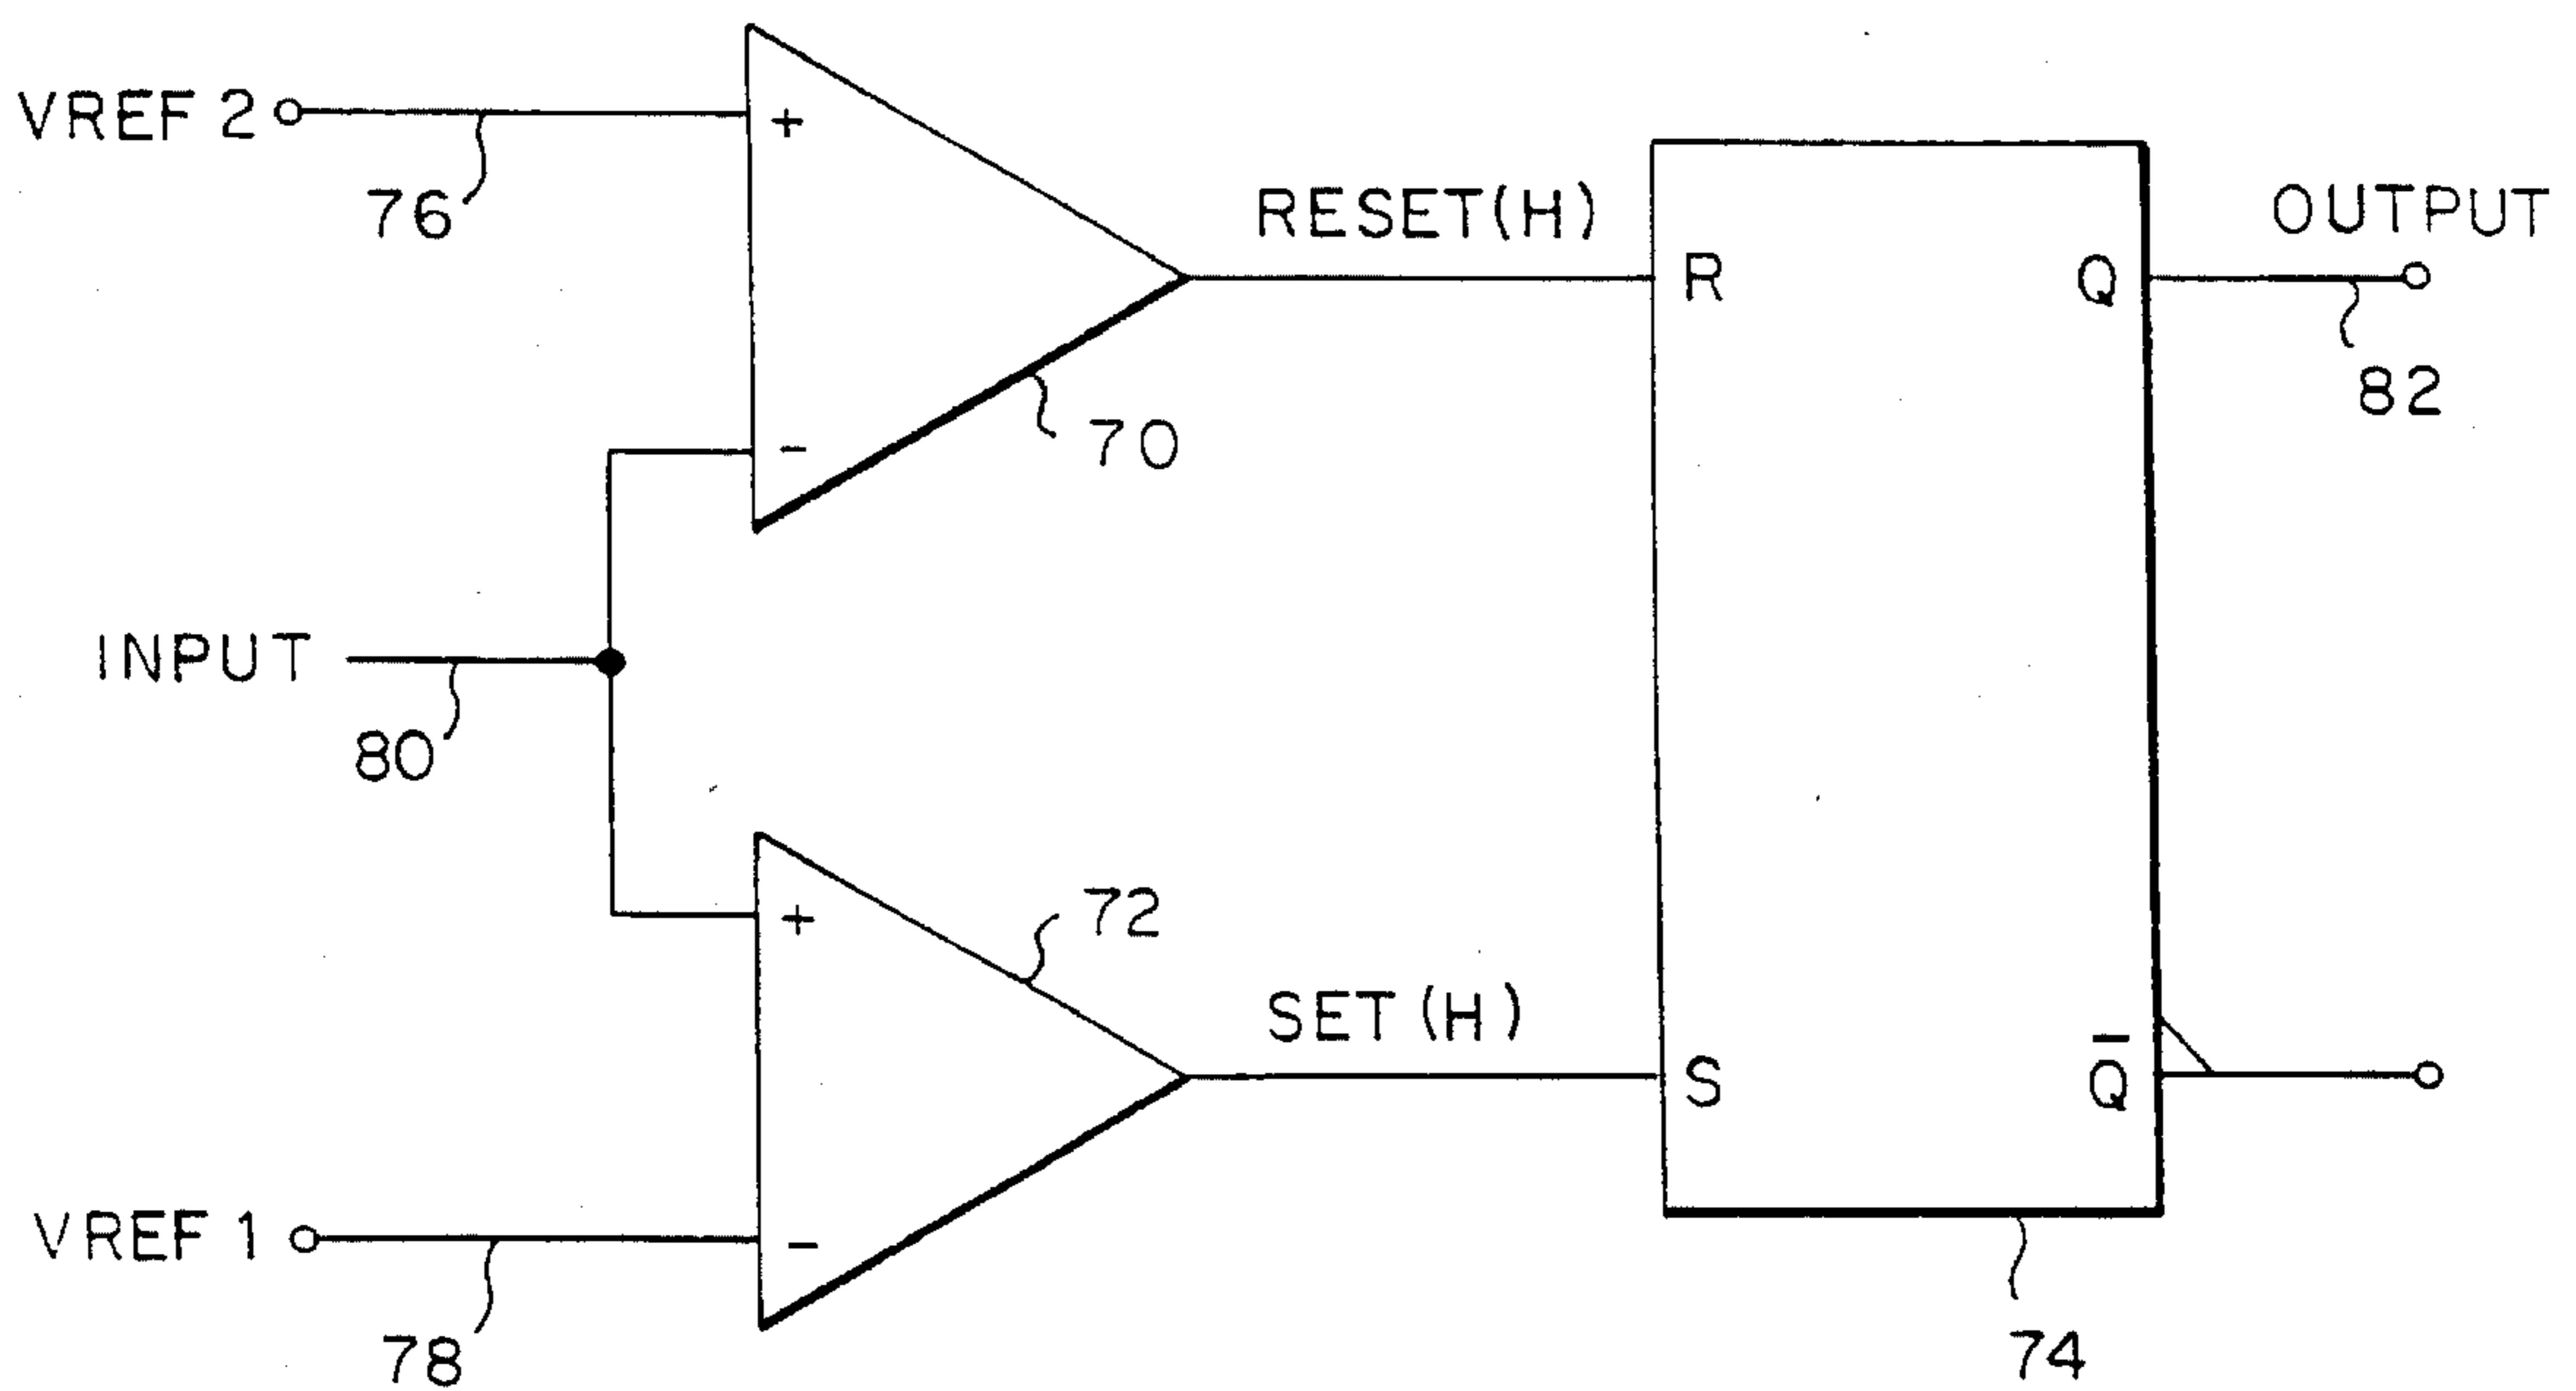 VREF 2
76
+
-
70
RESET(H)
R
Q
OUTPUT
82
INPUT
80
+
-
72
SET (H)
S
Q̅
VREF 1
78
74